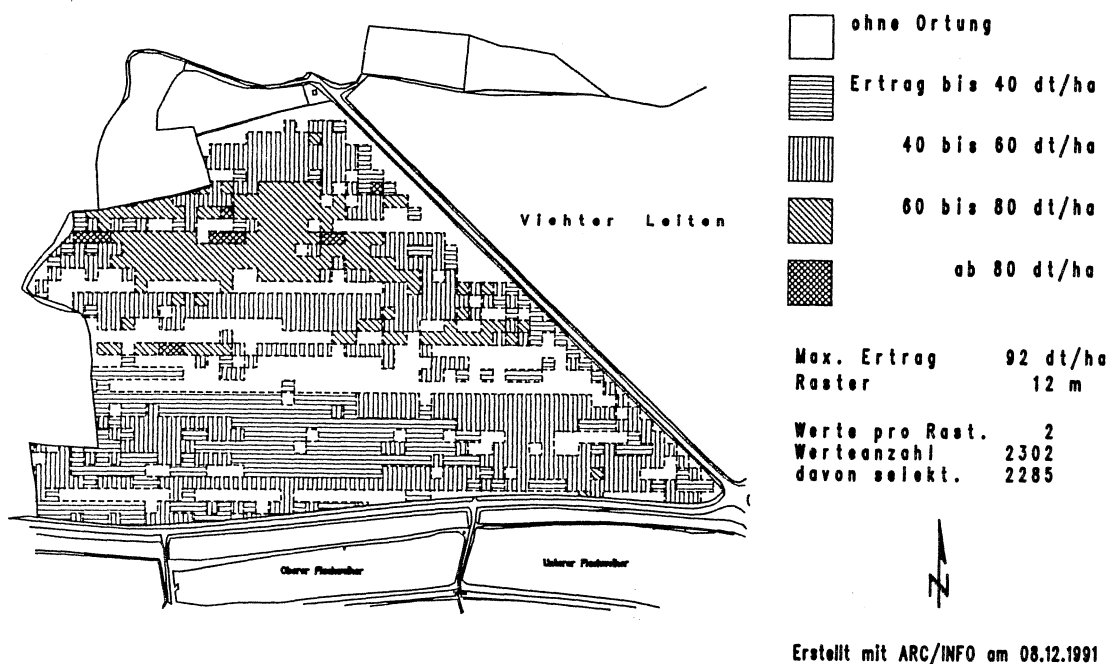 ohne Ortung
Ertrag bis 40 dt/ha
40 bis 60 dt/ha
60 bis 80 dt/ha
ab 80 dt/ha
Viehter Leiten
Max. Ertrag 92 dt/ha
Raster 12 m
Werte pro Rast. 2
Werteanzahl 2302
davon selekt. 2285
N
Oberer
Unterer
Erstellt mit ARC/INFO am 08.12.1991